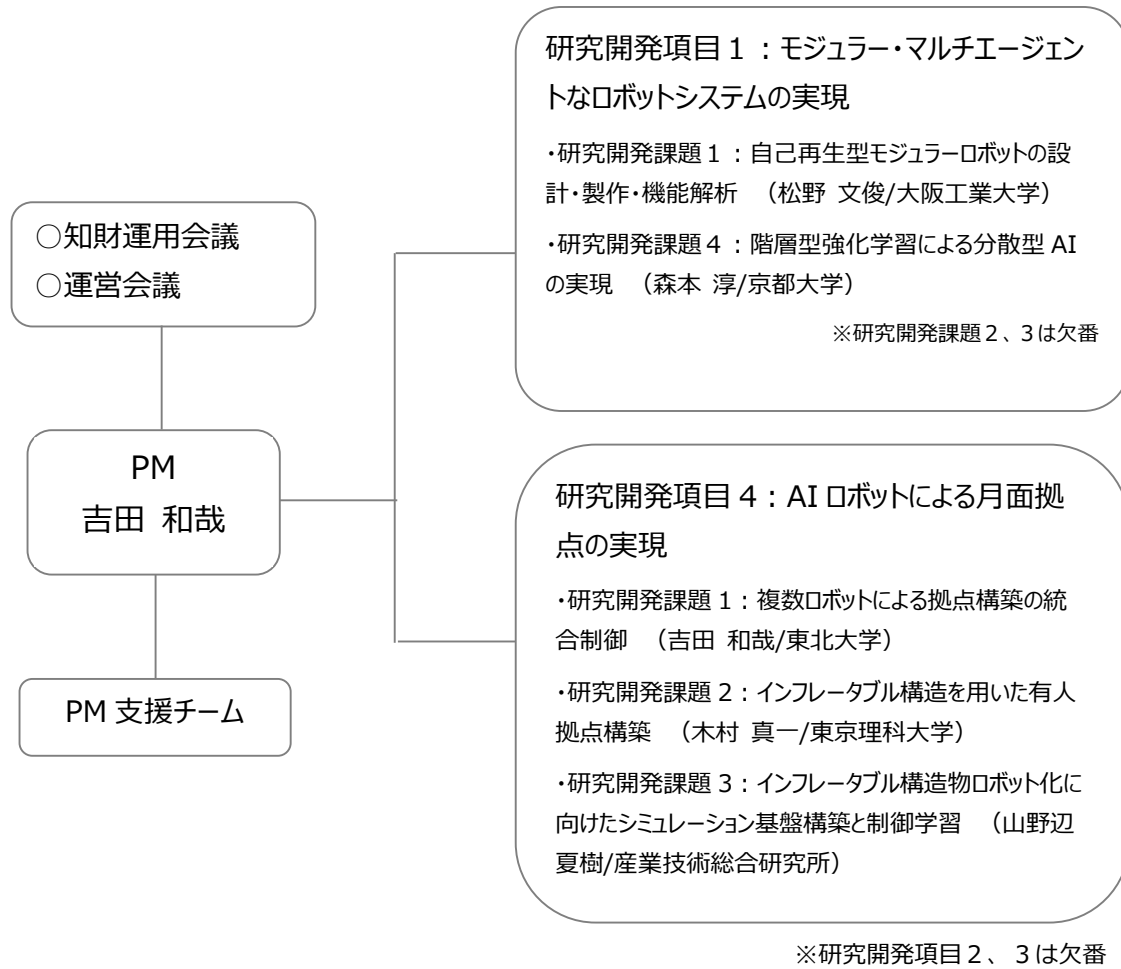 ○知財運用会議
○運営会議
PM
吉田 和哉
PM 支援チーム
研究開発項目1：モジュラー・マルチエージェン
トなロボットシステムの実現
・研究開発課題1：自己再生型モジュラーロボットの設
計・製作・機能解析 （松野 文俊/大阪工業大学）
・研究開発課題4：階層型強化学習による分散型 AI
の実現 （森本 淳/京都大学）
※研究開発課題2、3は欠番
研究開発項目4：AI ロボットによる月面拠
点の実現
・研究開発課題1：複数ロボットによる拠点構築の統
合制御 （吉田 和哉/東北大学）
・研究開発課題2：インフレータブル構造を用いた有人
拠点構築 （木村 真一/東京理科大学）
・研究開発課題3：インフレータブル構造物ロボット化に
向けたシミュレーション基盤構築と制御学習 （山野辺
夏樹/産業技術総合研究所）
※研究開発項目2、3は欠番